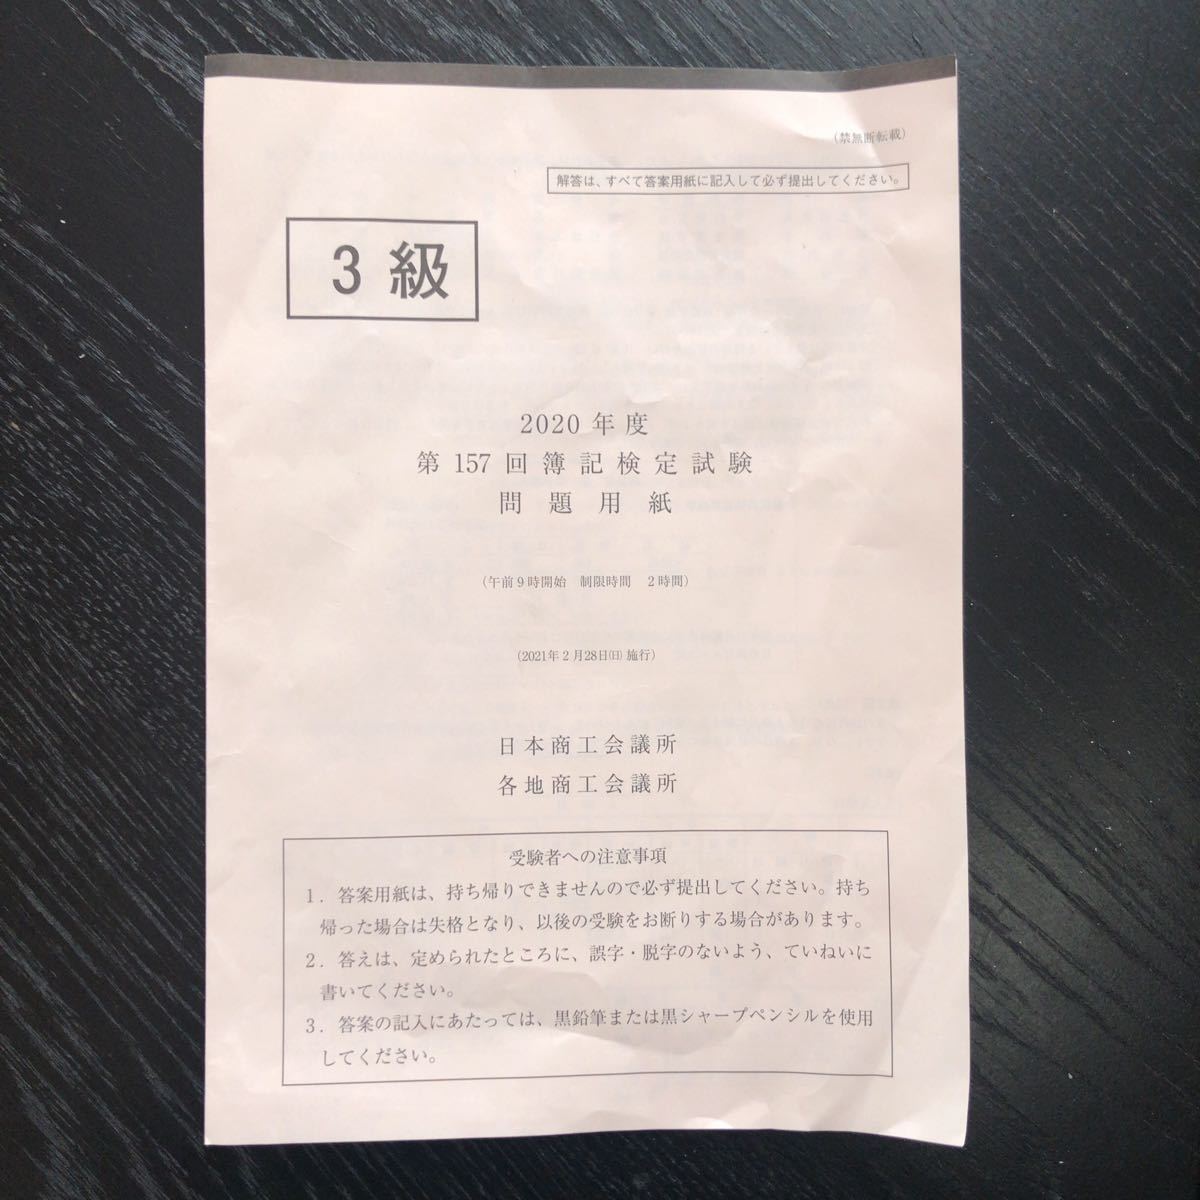 (禁無断転載)
解答は、すべて答案用紙に記入して必ず提出してください。
3 級
2020 年 度
第 157 回 簿 記 検 定 試 験
問 題 用 紙
(午前9時開始 制限時間 2時間)
(2021年2月28日(日)施行)
日 本 商 工 会 議 所
各 地 商 工 会 議 所
受験者への注意事項
1．答案用紙は、持ち帰りできませんので必ず提出してください。持ち
帰った場合は失格となり、以後の受験をお断りする場合があります。
2．答えは、定められたところに、誤字・脱字のないよう、ていねいに
書いてください。
3．答案の記入にあたっては、黒鉛筆または黒シャープペンシルを使用
してください。